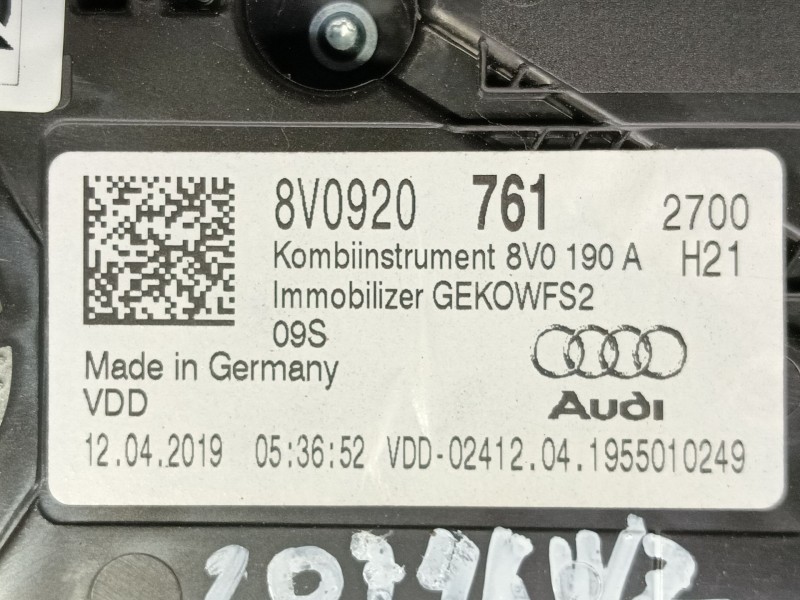 8V0920 761 2700
Kombiinstrument 8V0 190 A H21
Immobilizer GEKOWFS2
09S
Made in Germany
VDD
Audi
12.04.2019 05:36:52 VDD-02412.04.1955010249